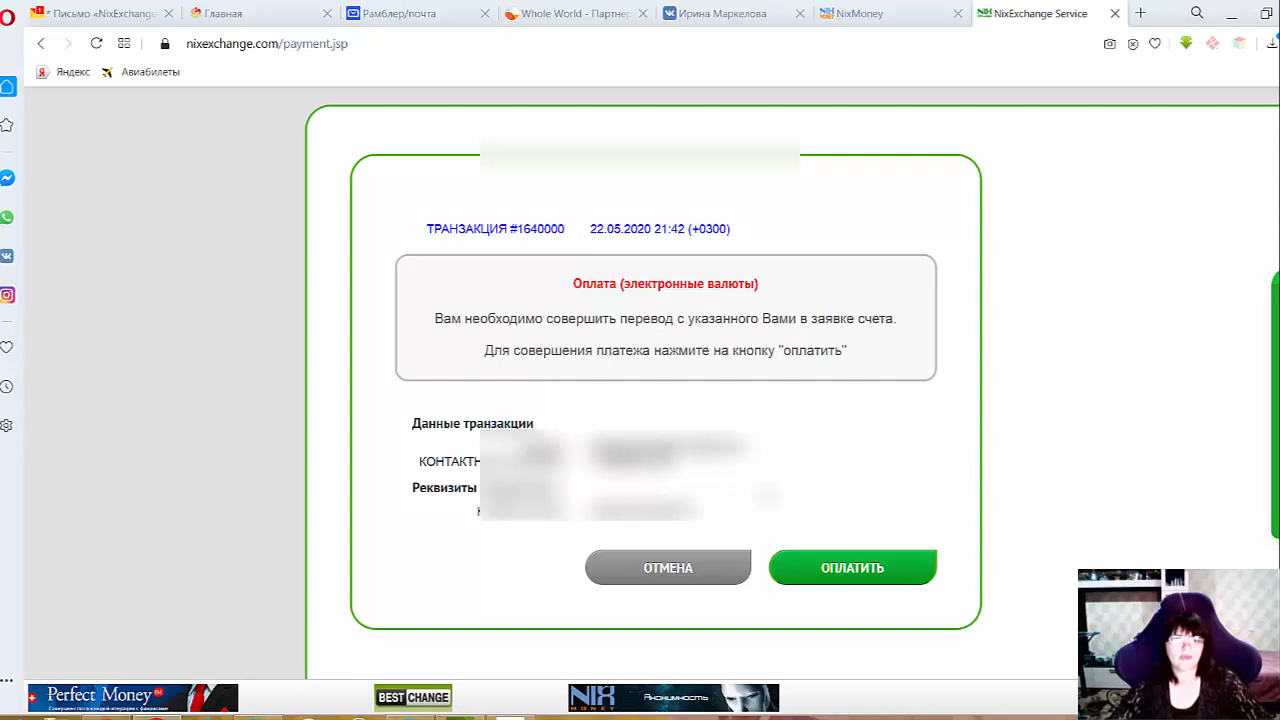 * Письмо «NixExchange
Главная
Рамблер/почта
Whole World - Партнер
Ирина Маркелова
NixMoney
NixExchange Service
nixexchange.com/payment.jsp
Яндекс
Авиабилеты
ТРАНЗАКЦИЯ #1640000 22.05.2020 21:42 (+0300)
Оплата (электронные валюты)
Вам необходимо совершить перевод с указанного Вами в заявке счета.
Для совершения платежа нажмите на кнопку "оплатить"
Данные транзакции
КОНТАКТН
Реквизиты
ОТМЕНА
ОПЛАТИТЬ
Perfect Money
BEST CHANGE
NIX MONEY
Анонимность